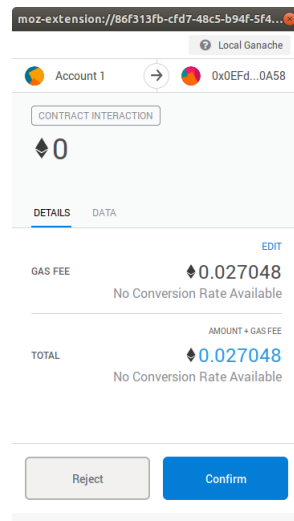 moz-extension://86f313fb-cfd7-48c5-b94f-5f4...
Local Ganache
Account 1
0x0EFd...0A58
CONTRACT INTERACTION
0
DETAILS DATA
EDIT
GAS FEE 0.027048
No Conversion Rate Available
AMOUNT + GAS FEE
TOTAL 0.027048
No Conversion Rate Available
Reject Confirm